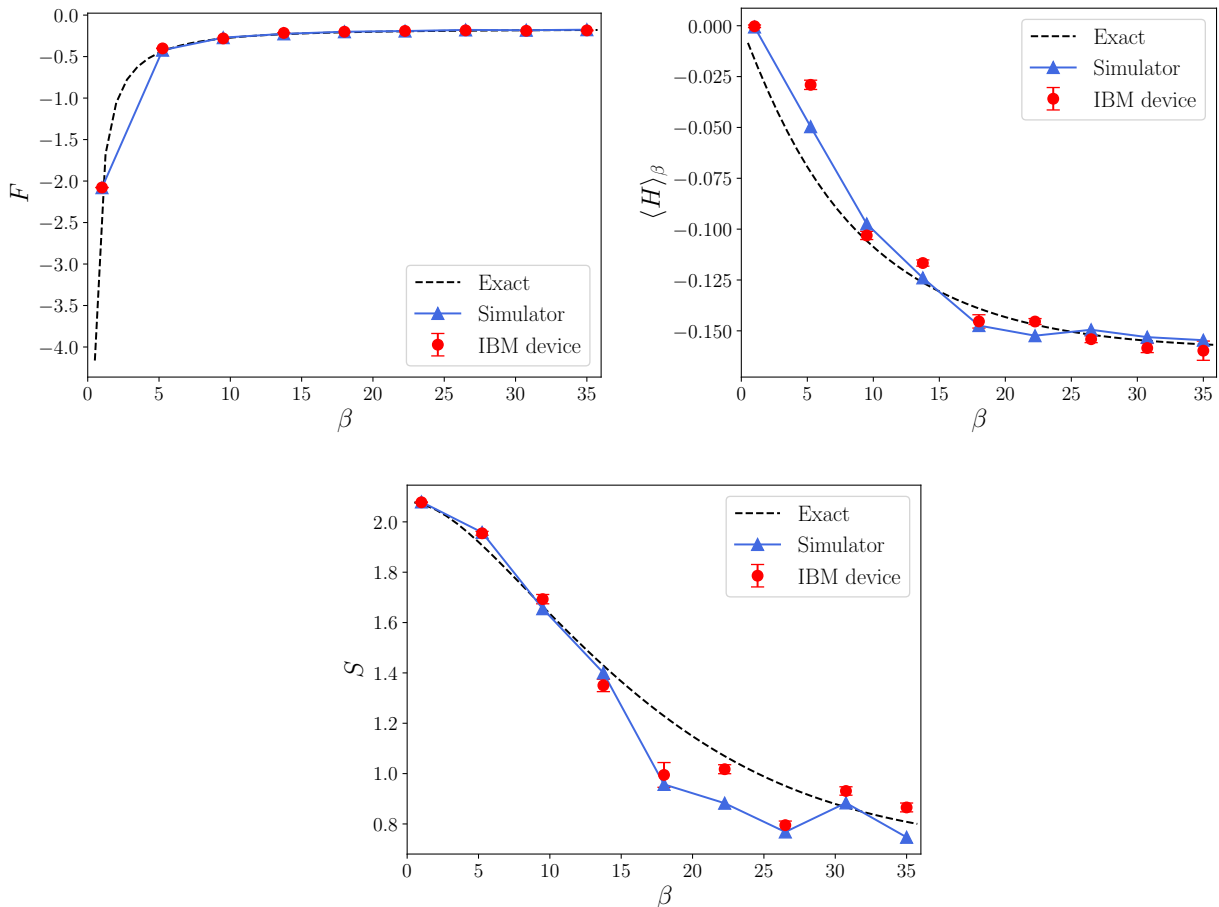 0.0
−0.5
−1.0
−1.5
−2.0
−2.5
−3.0
−3.5
−4.0
F
0 5 10 15 20 25 30 35
β
Exact
Simulator
IBM device
0.000
−0.025
−0.050
−0.075
−0.100
−0.125
−0.150
⟨H⟩β
0 5 10 15 20 25 30 35
β
Exact
Simulator
IBM device
2.0
1.8
1.6
1.4
1.2
1.0
0.8
S
0 5 10 15 20 25 30 35
β
Exact
Simulator
IBM device